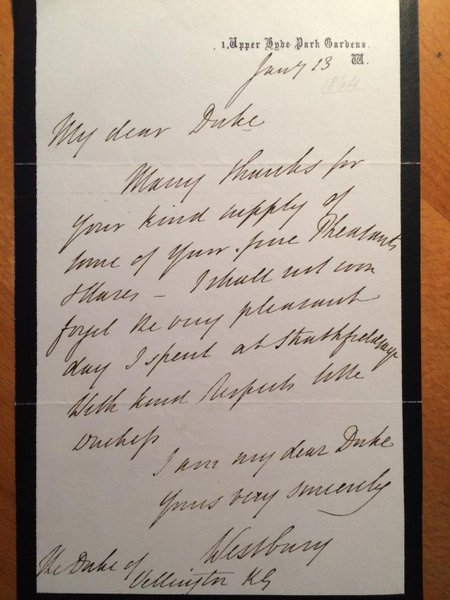 1, Upper Hyde Park Gardens.
W.
Jany 13
1864
My dear Duke
Many thanks for
your kind supply of
some of your fine Pheasants
& Hares – I shall not soon
forget the very pleasant
day I spent at Strathfieldsaye
With kind Respects to the
Duchess
I am my dear Duke
Yours very sincerely
Westbury
The Duke of
Wellington KG